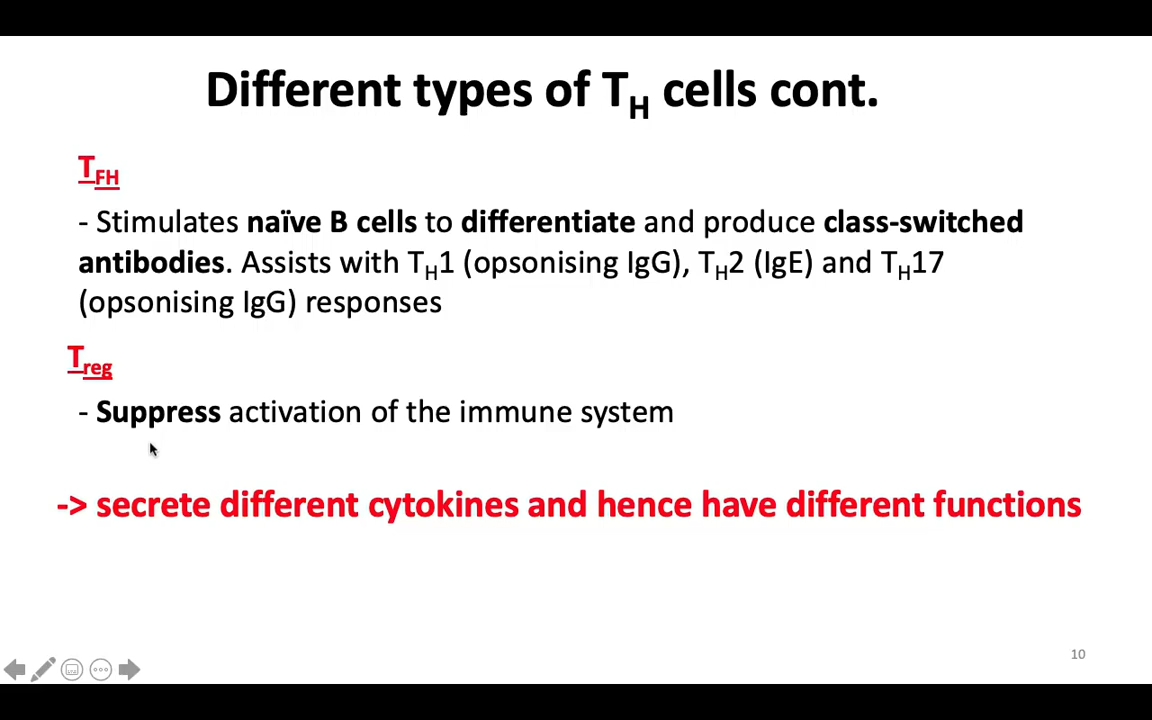 Different types of TH cells cont.
TFH
- Stimulates naïve B cells to differentiate and produce class-switched
antibodies. Assists with TH1 (opsonising IgG), TH2 (IgE) and TH17
(opsonising IgG) responses
Treg
- Suppress activation of the immune system
-> secrete different cytokines and hence have different functions
10